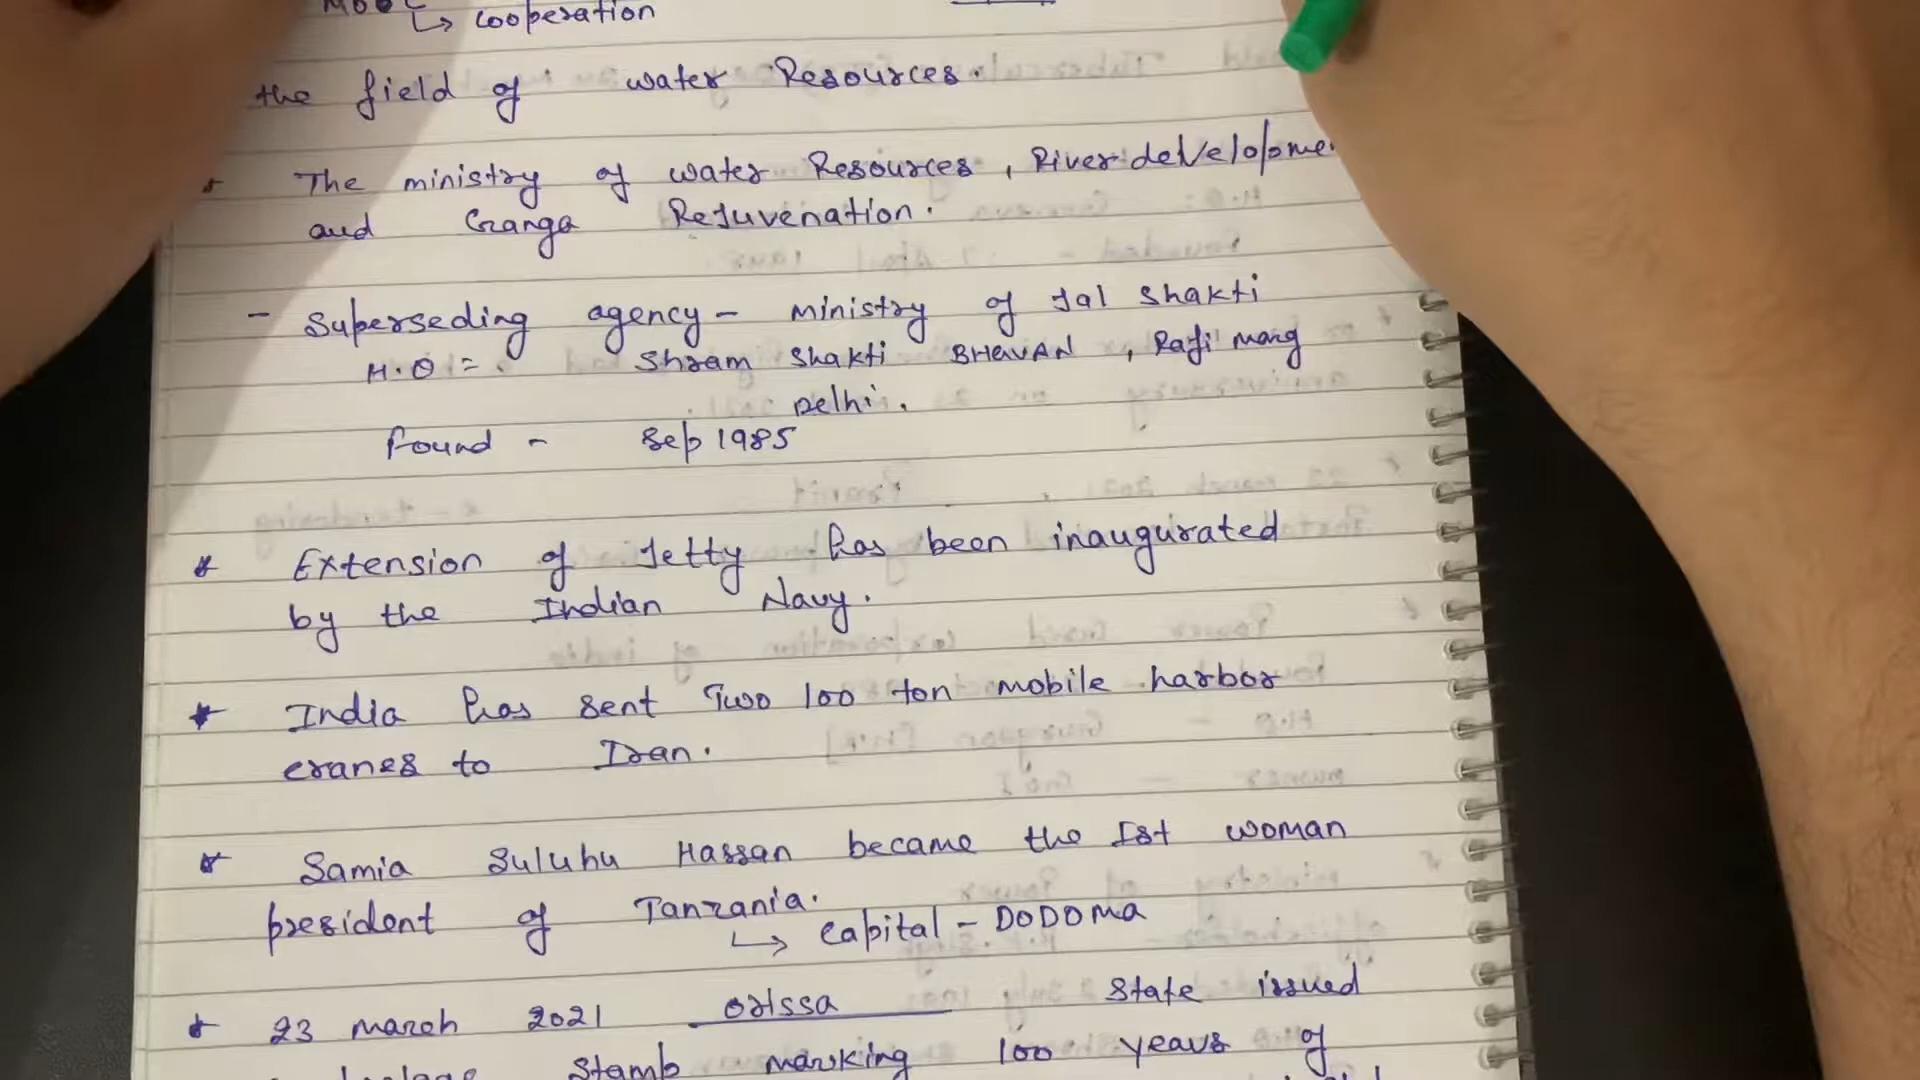 ↳ cooperation
the field of water Resources.
* The ministry of water Resources, River developme
and Ganga Rejuvenation.
- Superseding agency - ministry of Jal Shakti
H.O = Shram Shakti BHAVAN, Rafi marg
Delhi.
Found - Sep 1985
* Extension of Jetty has been inaugurated
by the Indian Navy.
* India has sent Two 100 ton mobile harbor
cranes to Iran.
* Samia Suluhu Hassan became the Ist woman
president of Tanzania.
↳ capital - DODOMA
* 23 march 2021 orissa State issued
Stamb marking 100 years of